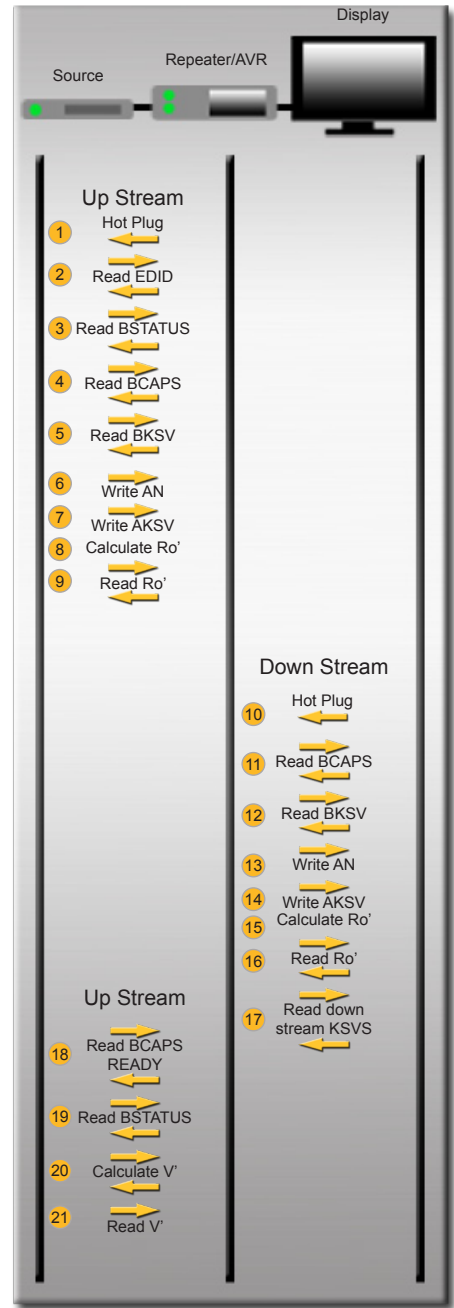 Display
Repeater/AVR
Source
Up Stream
1 Hot Plug
2 Read EDID
3 Read BSTATUS
4 Read BCAPS
5 Read BKSV
6 Write AN
7 Write AKSV
8 Calculate Ro’
9 Read Ro’
Down Stream
10 Hot Plug
11 Read BCAPS
12 Read BKSV
13 Write AN
14 Write AKSV
15 Calculate Ro’
16 Read Ro’
17 Read down
stream KSVS
Up Stream
18 Read BCAPS
READY
19 Read BSTATUS
20 Calculate V’
21 Read V’